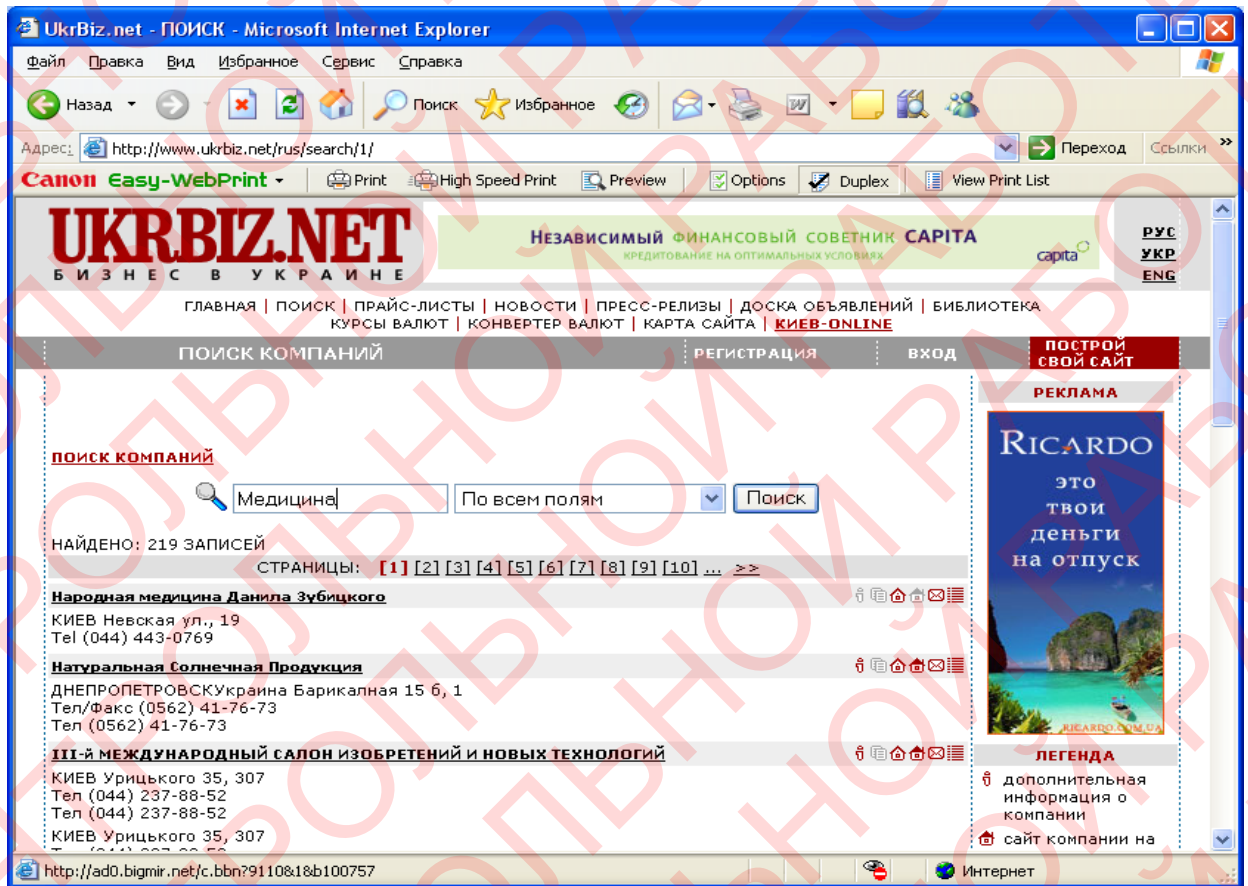 UkrBiz.net - ПОИСК - Microsoft Internet Explorer
Файл Правка Вид Избранное Сервис Справка
Назад Поиск Избранное
Адрес: http://www.ukrbiz.net/rus/search/1/ Переход Ссылки »
Canon Easy-WebPrint Print High Speed Print Preview Options Duplex View Print List
UKRBIZ.NET
БИЗНЕС В УКРАИНЕ
НЕЗАВИСИМЫЙ ФИНАНСОВЫЙ СОВЕТНИК CAPITA
КРЕДИТОВАНИЕ НА ОПТИМАЛЬНЫХ УСЛОВИЯХ
capita
РУС
УКР
ENG
ГЛАВНАЯ | ПОИСК | ПРАЙС-ЛИСТЫ | НОВОСТИ | ПРЕСС-РЕЛИЗЫ | ДОСКА ОБЪЯВЛЕНИЙ | БИБЛИОТЕКА
КУРСЫ ВАЛЮТ | КОНВЕРТЕР ВАЛЮТ | КАРТА САЙТА | КИЕВ-ONLINE
ПОИСК КОМПАНИЙ РЕГИСТРАЦИЯ ВХОД ПОСТРОЙ
СВОЙ САЙТ
ПОИСК КОМПАНИЙ
Медицина По всем полям Поиск
НАЙДЕНО: 219 ЗАПИСЕЙ
СТРАНИЦЫ: [1] [2] [3] [4] [5] [6] [7] [8] [9] [10] ... >>
Народная медицина Данила Зубицкого
КИЕВ Невская ул., 19
Tel (044) 443-0769
Натуральная Солнечная Продукция
ДНЕПРОПЕТРОВСКУкраина Барикалная 15 б, 1
Тел/Факс (0562) 41-76-73
Тел (0562) 41-76-73
III-й МЕЖДУНАРОДНЫЙ САЛОН ИЗОБРЕТЕНИЙ И НОВЫХ ТЕХНОЛОГИЙ
КИЕВ Урицького 35, 307
Тел (044) 237-88-52
Тел (044) 237-88-52
КИЕВ Урицького 35, 307
РЕКЛАМА
RICARDO
это
твои
деньги
на отпуск
RICARDO.COM.UA
ЛЕГЕНДА
дополнительная
информация о
компании
сайт компании на
http://ad0.bigmir.net/c.bbn?9110&1&b100757 Интернет